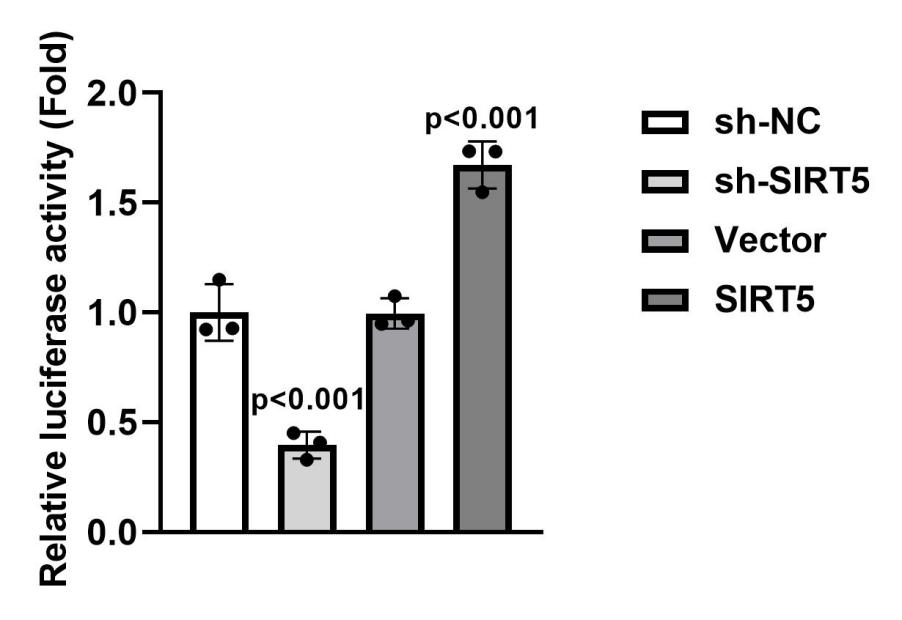 Relative luciferase activity (Fold)
2.0
1.5
1.0
0.5
0.0
p<0.001
p<0.001
sh-NC
sh-SIRT5
Vector
SIRT5